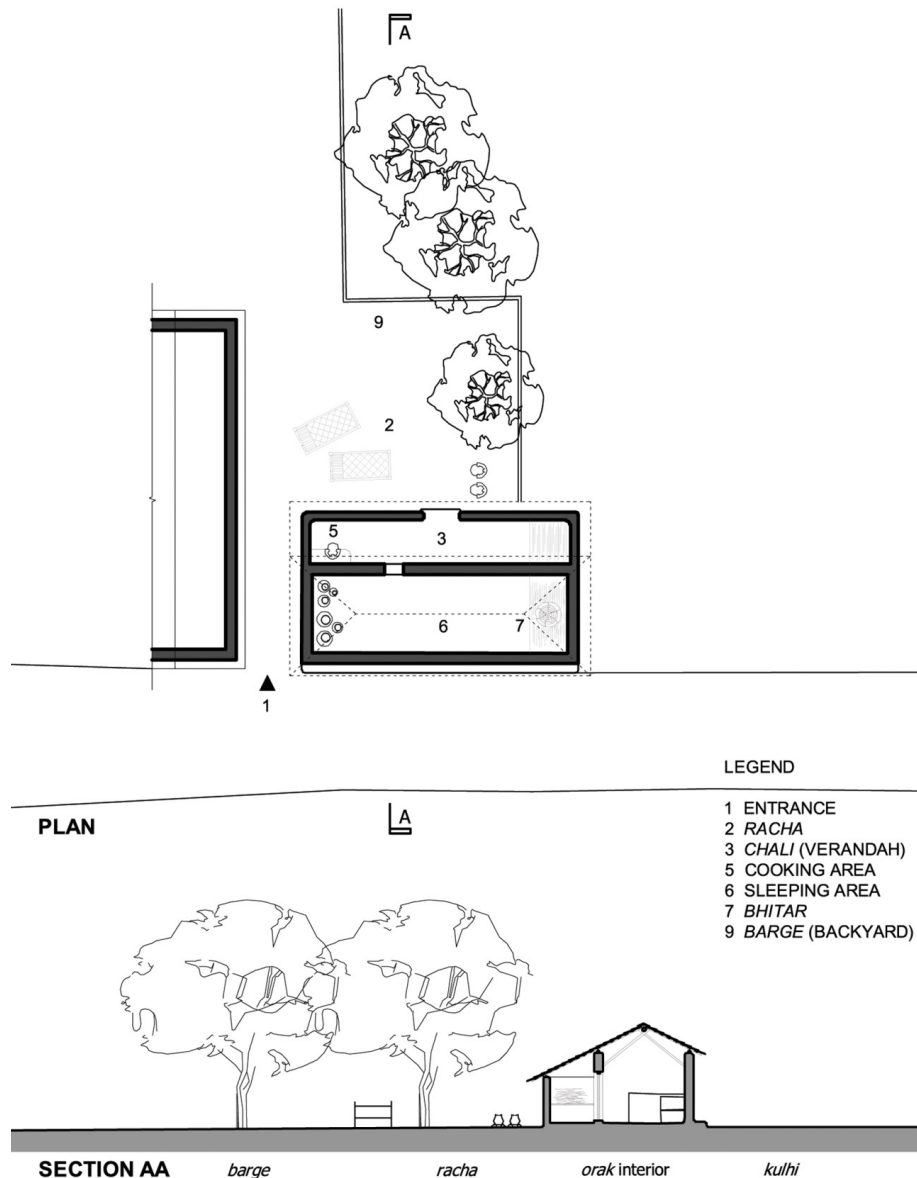 A
9
2
5
3
6
7
1
LEGEND
1 ENTRANCE
2 RACHA
3 CHALI (VERANDAH)
5 COOKING AREA
6 SLEEPING AREA
7 BHITAR
9 BARGE (BACKYARD)
PLAN
A
SECTION AA barge racha orak interior kulhi